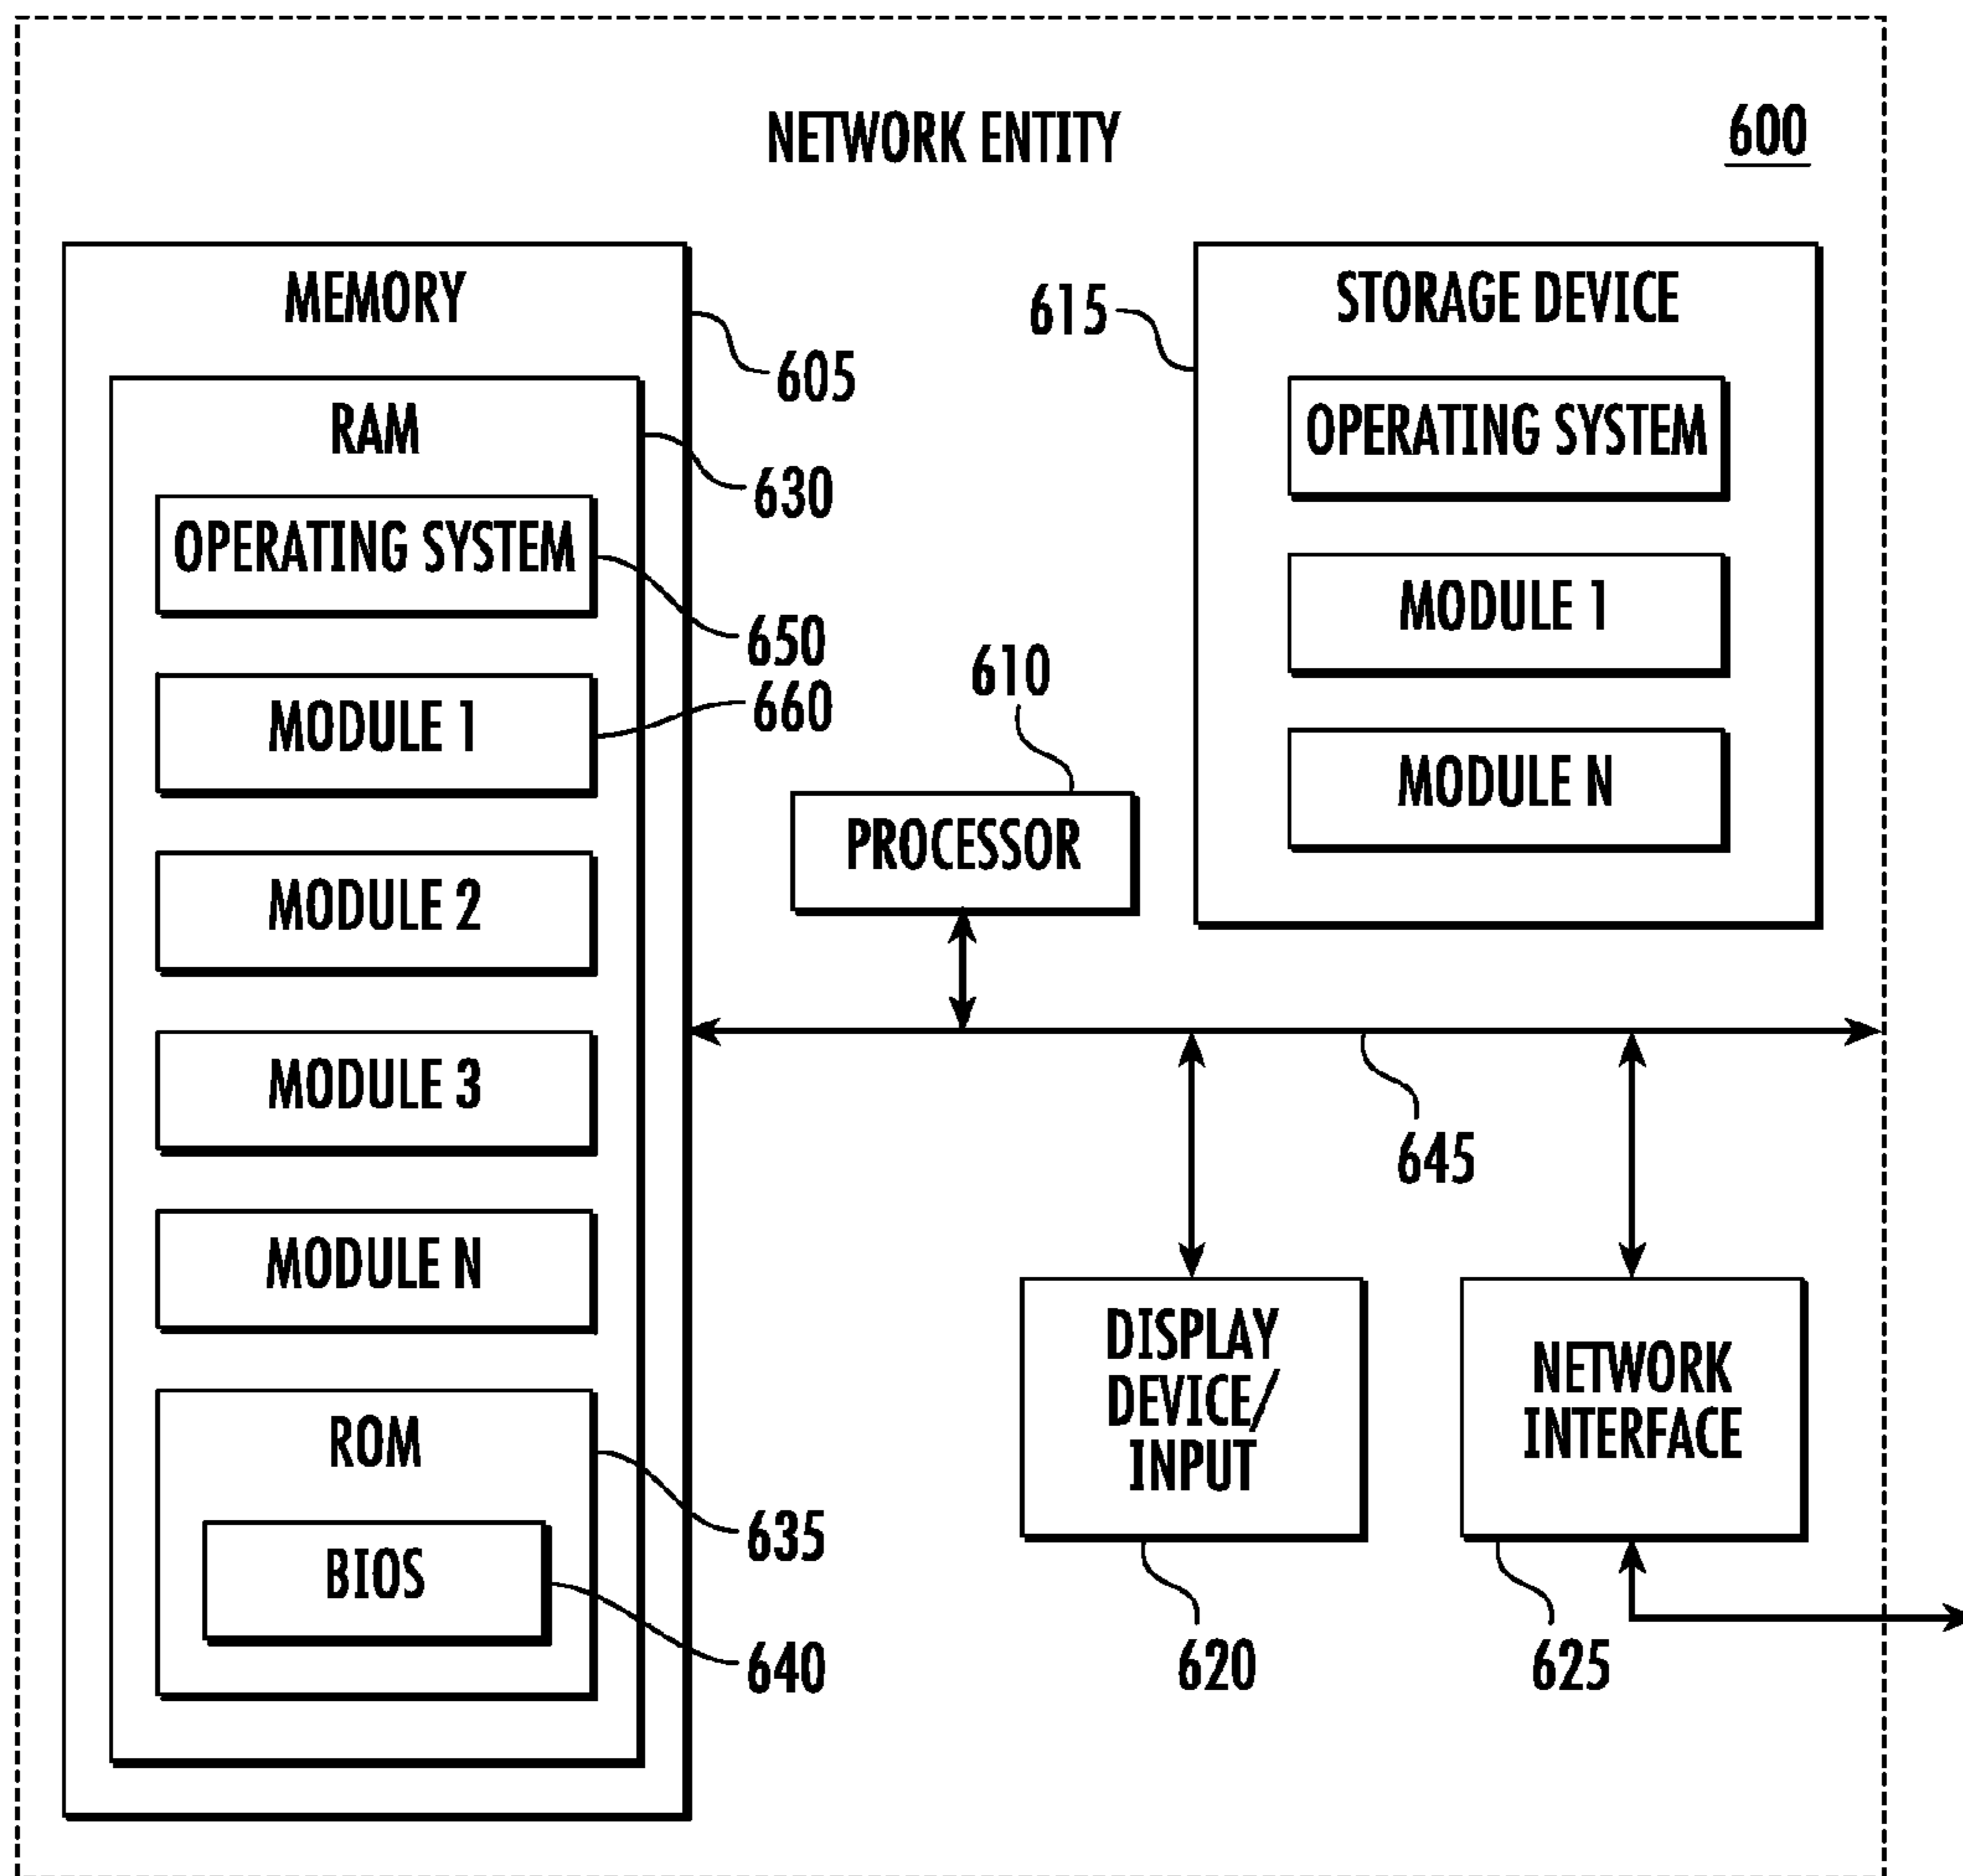 NETWORK ENTITY
600
MEMORY
605
RAM
630
OPERATING SYSTEM
650
MODULE 1
660
MODULE 2
MODULE 3
MODULE N
ROM
635
BIOS
640
615
STORAGE DEVICE
OPERATING SYSTEM
MODULE 1
MODULE N
610
PROCESSOR
645
DISPLAY
DEVICE/
INPUT
620
NETWORK
INTERFACE
625